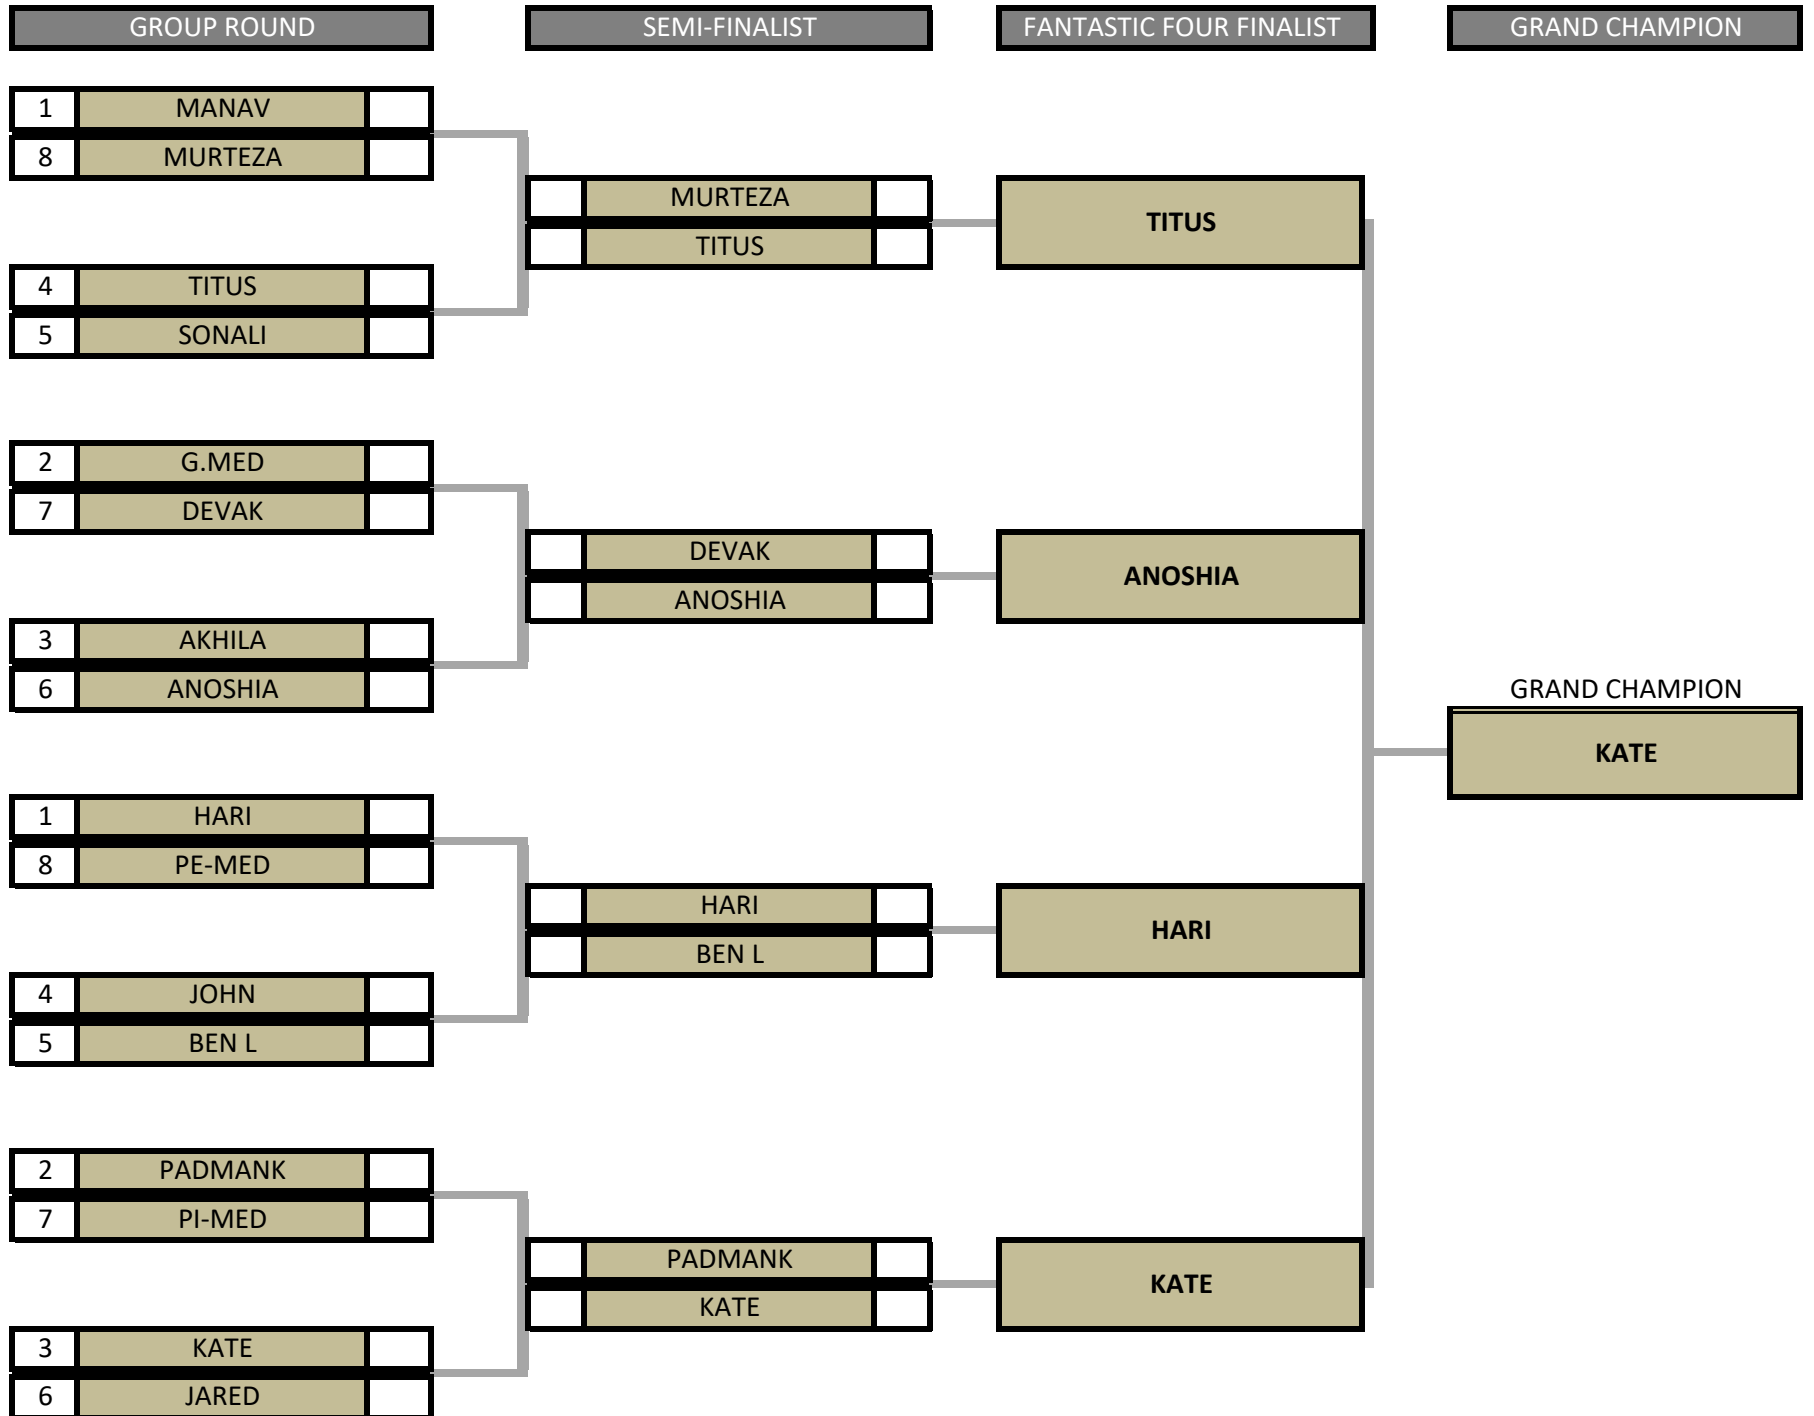 GROUP ROUND
SEMI-FINALIST
FANTASTIC FOUR FINALIST
GRAND CHAMPION
1 MANAV
8 MURTEZA
4 TITUS
5 SONALI
2 G.MED
7 DEVAK
3 AKHILA
6 ANOSHIA
1 HARI
8 PE-MED
4 JOHN
5 BEN L
2 PADMANK
7 PI-MED
3 KATE
6 JARED
MURTEZA
TITUS
DEVAK
ANOSHIA
HARI
BEN L
PADMANK
KATE
TITUS
ANOSHIA
HARI
KATE
GRAND CHAMPION
KATE